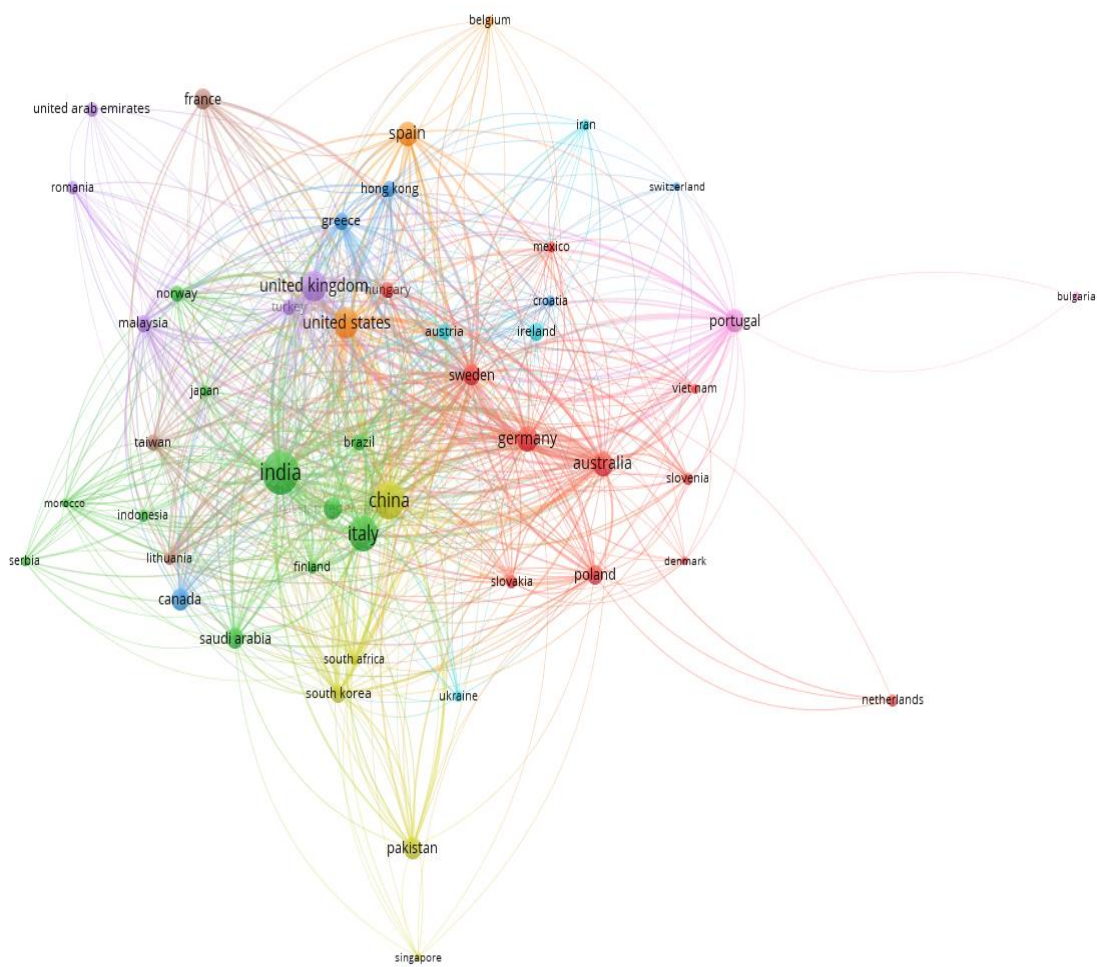 belgium
france
united arab emirates
spain
iran
romania
hong kong
switzerland
greece
mexico
united kingdom
norway
hungary
bulgaria
croatia
turkey
malaysia
united states
portugal
austria
ireland
sweden
japan
viet nam
taiwan
brazil
germany
india
australia
slovenia
china
morocco
indonesia
italy
serbia
lithuania
finland
denmark
slovakia
poland
canada
saudi arabia
south africa
south korea
ukraine
netherlands
pakistan
singapore